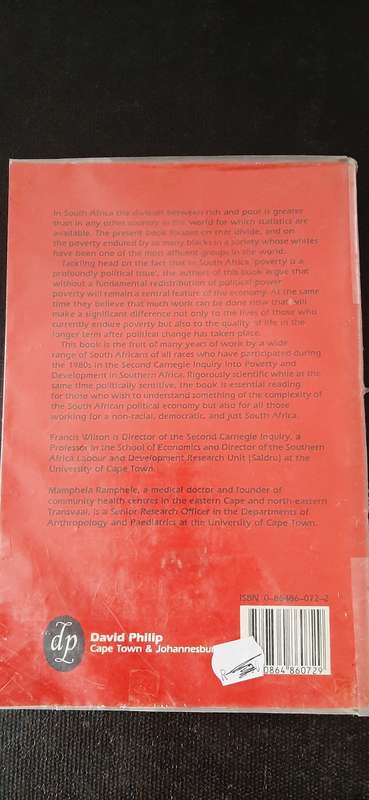 In South Africa the division between rich and poor is greater
than in any other country in the world for which statistics are
available. The present book focuses on that divide, and on
the poverty endured by so many blacks in a society whose whites
have been one of the most affluent groups in the world.
Tackling head on the fact that in South Africa 'poverty is a
profoundly political issue', the authors of this book argue that
without a fundamental redistribution of political power
poverty will remain a central feature of the economy. At the same
time they believe that much work can be done now that will
make a significant difference not only to the lives of those who
currently endure poverty but also to the quality of life in the
longer term after political change has taken place.
This book is the fruit of many years of work by a wide
range of South Africans of all races who have participated during
the 1980s in the Second Carnegie Inquiry into Poverty and
Development in Southern Africa. Rigorously scientific while at the
same time politically sensitive, the book is essential reading
for those who wish to understand something of the complexity of
the South African political economy but also for all those
working for a non-racial, democratic, and just South Africa.
Francis Wilson is Director of the Second Carnegie Inquiry, a
Professor in the School of Economics and Director of the Southern
Africa Labour and Development Research Unit (Saldru) at the
University of Cape Town.
Mamphela Ramphele, a medical doctor and founder of
community health centres in the eastern Cape and north-eastern
Transvaal, is a Senior Research Officer in the Departments of
Anthropology and Paediatrics at the University of Cape Town.
ISBN 0-86486-072-2
dp
David Philip
Cape Town & Johannesbu
R
0864 860729